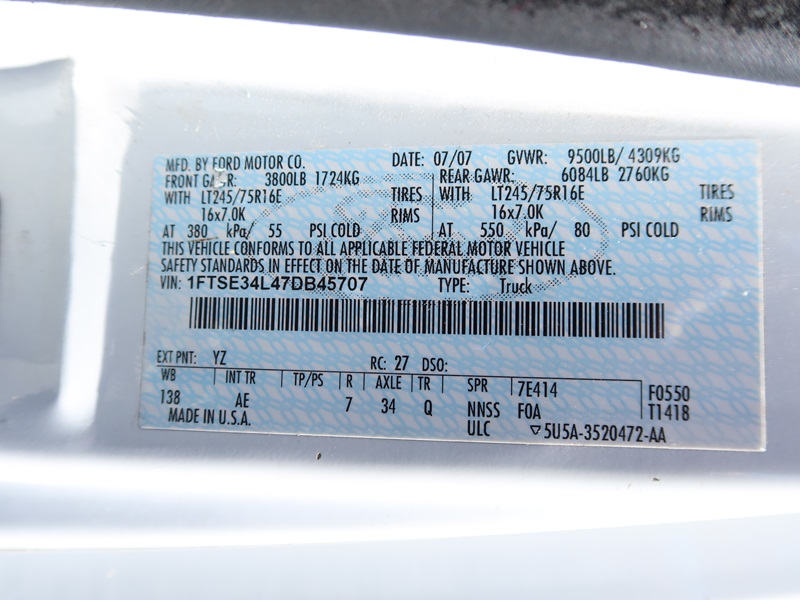 MFD. BY FORD MOTOR CO. DATE: 07/07 GVWR: 9500LB/ 4309KG
FRONT GAWR: 3800LB 1724KG REAR GAWR: 6084LB 2760KG
WITH LT245/75R16E TIRES WITH LT245/75R16E TIRES
16x7.0K RIMS 16x7.0K RIMS
AT 380 kPa/ 55 PSI COLD AT 550 kPa/ 80 PSI COLD
THIS VEHICLE CONFORMS TO ALL APPLICABLE FEDERAL MOTOR VEHICLE
SAFETY STANDARDS IN EFFECT ON THE DATE OF MANUFACTURE SHOWN ABOVE.
VIN: 1FTSE34L47DB45707 TYPE: Truck
EXT PNT: YZ RC: 27 DSO:
WB INT TR TP/PS R AXLE TR SPR 7E414 F0550
138 AE 7 34 Q NNSS FOA T1418
MADE IN U.S.A. ULC ▽5U5A-3520472-AA